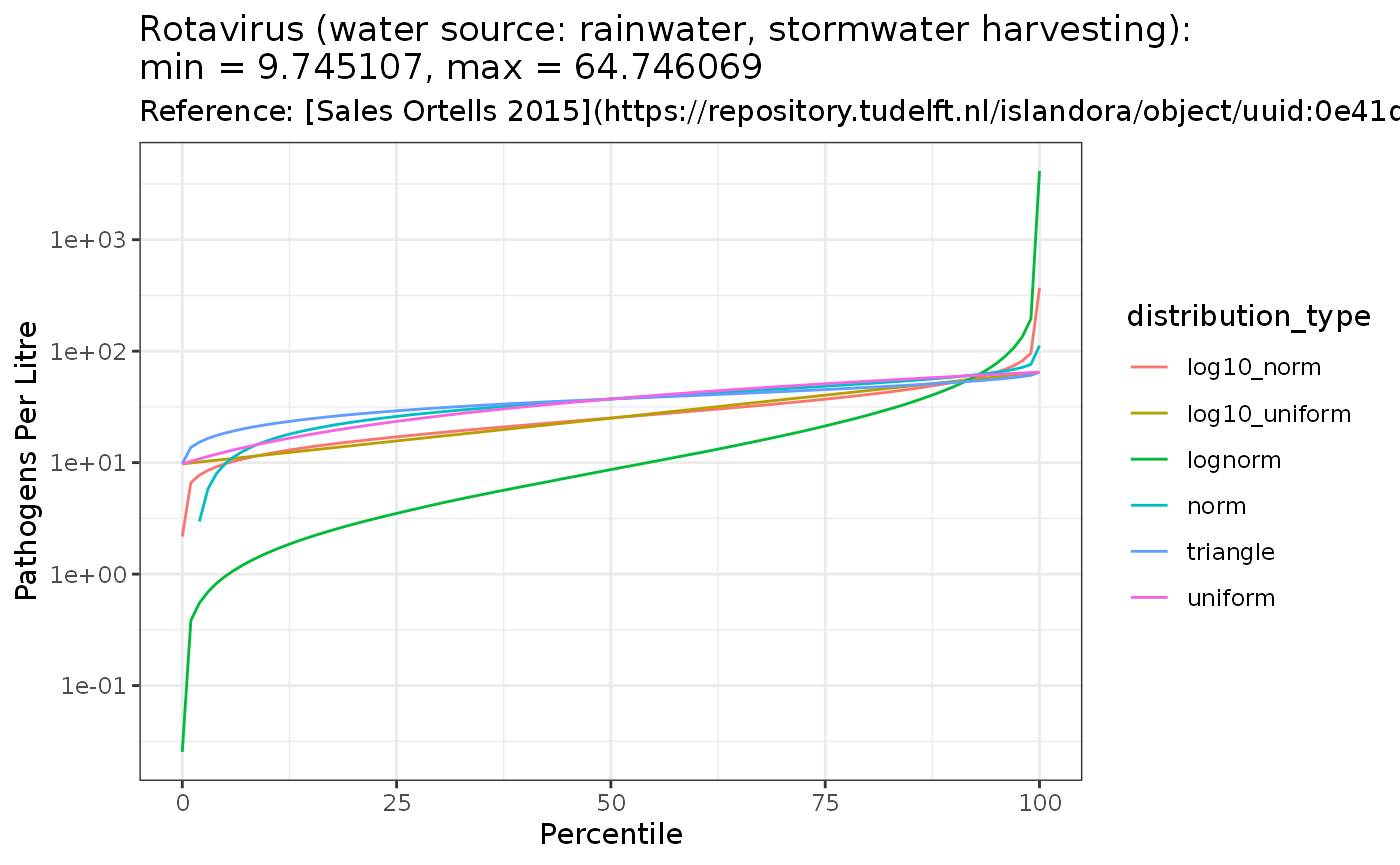 Rotavirus (water source: rainwater, stormwater harvesting):
min = 9.745107, max = 64.746069
Reference: [Sales Ortells 2015](https://repository.tudelft.nl/islandora/object/uuid:0e41
Pathogens Per Litre
1e+03
1e+02
1e+01
1e+00
1e-01
0 25 50 75 100
Percentile
distribution_type
log10_norm
log10_uniform
lognorm
norm
triangle
uniform